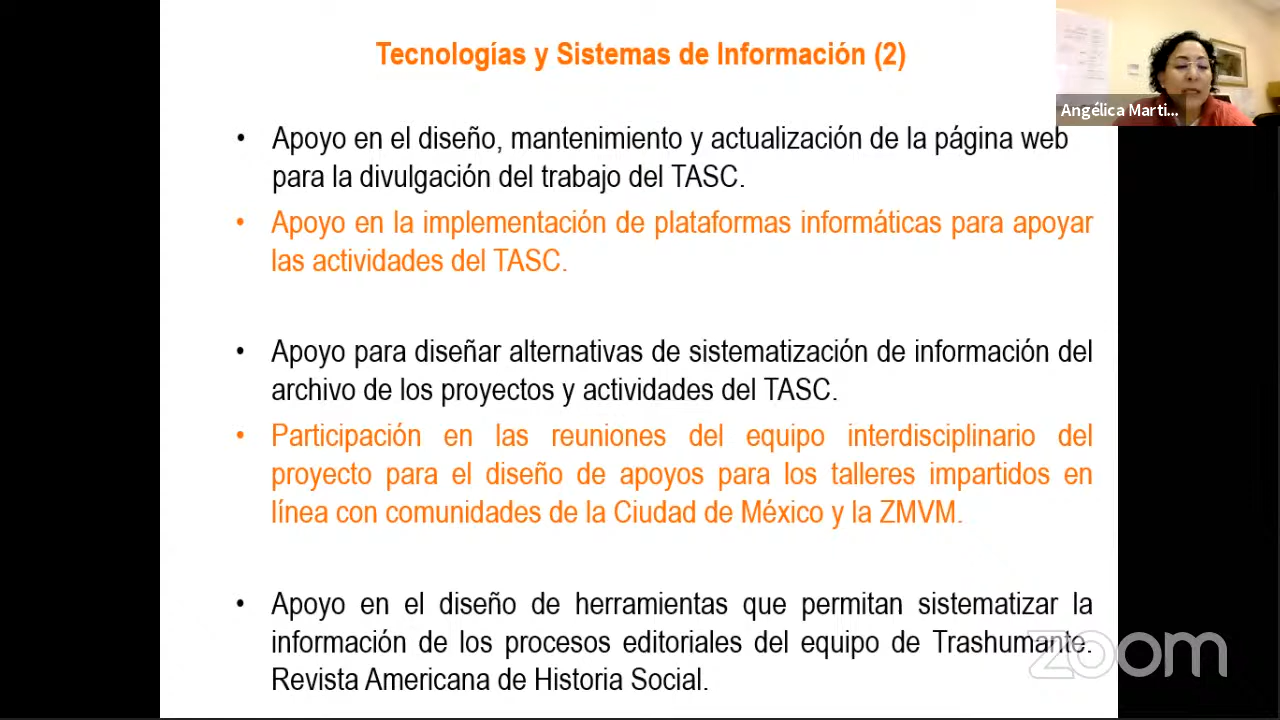 Tecnologías y Sistemas de Información (2)
Angélica Marti...
• Apoyo en el diseño, mantenimiento y actualización de la página web
para la divulgación del trabajo del TASC.
• Apoyo en la implementación de plataformas informáticas para apoyar
las actividades del TASC.
• Apoyo para diseñar alternativas de sistematización de información del
archivo de los proyectos y actividades del TASC.
• Participación en las reuniones del equipo interdisciplinario del
proyecto para el diseño de apoyos para los talleres impartidos en
línea con comunidades de la Ciudad de México y la ZMVM.
• Apoyo en el diseño de herramientas que permitan sistematizar la
información de los procesos editoriales del equipo de Trashumante.
Revista Americana de Historia Social.
zoom